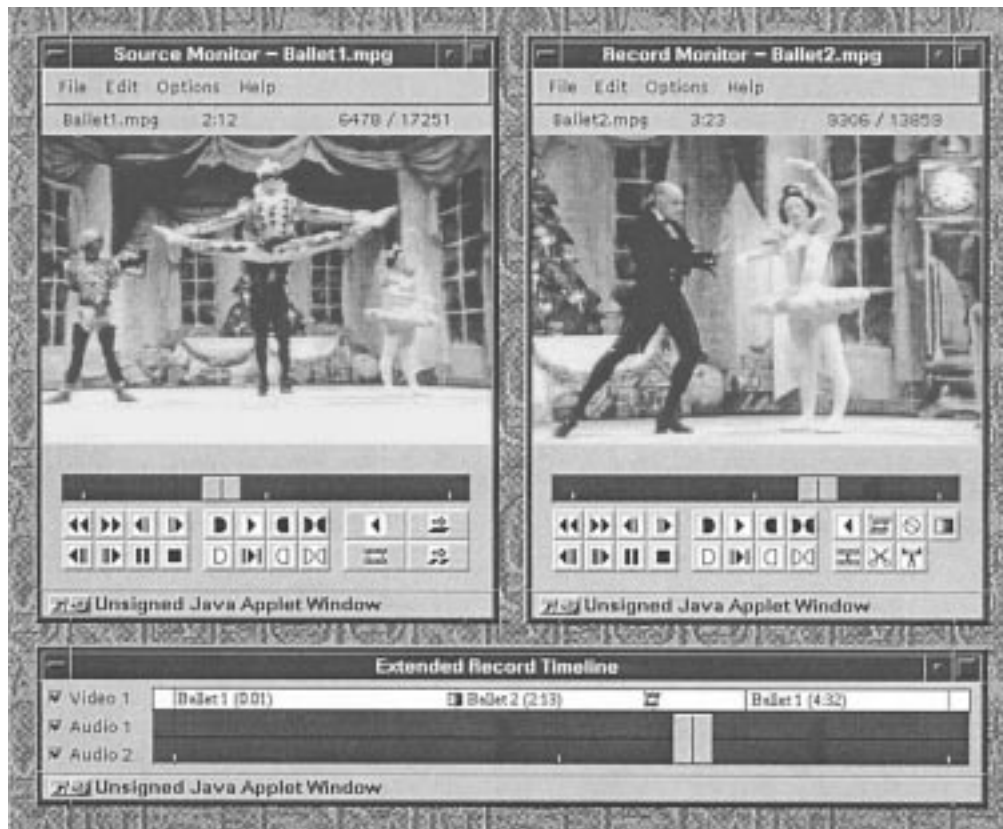 Source Monitor – Ballet1.mpg
File Edit Options Help
Ballet1.mpg 2:12 6478 / 17251
Unsigned Java Applet Window
Record Monitor – Ballet2.mpg
File Edit Options Help
Ballet2.mpg 3:23 9306 / 13859
Unsigned Java Applet Window
Extended Record Timeline
Video 1 Ballet 1 (0:01) Ballet 2 (2:13) Ballet 1 (4:32)
Audio 1
Audio 2
Unsigned Java Applet Window